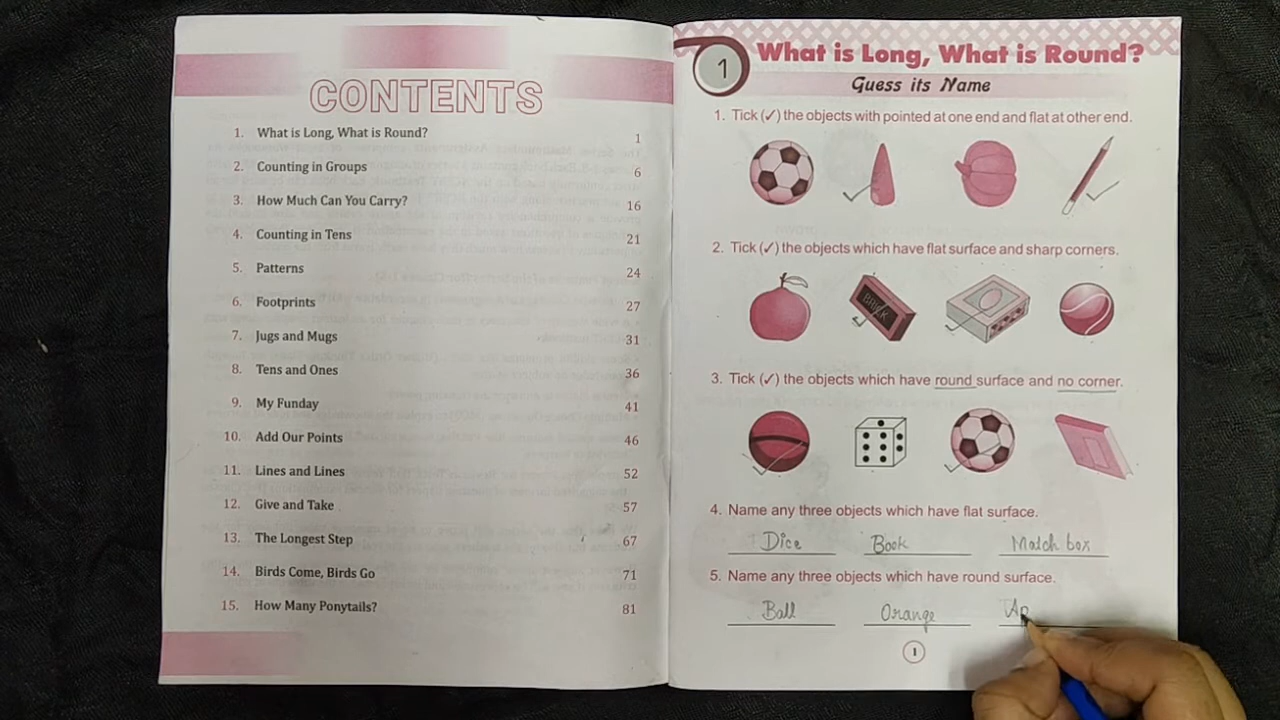 CONTENTS
1. What is Long, What is Round? 1
2. Counting in Groups 6
3. How Much Can You Carry? 16
4. Counting in Tens 21
5. Patterns 24
6. Footprints 27
7. Jugs and Mugs 31
8. Tens and Ones 36
9. My Funday 41
10. Add Our Points 46
11. Lines and Lines 52
12. Give and Take 57
13. The Longest Step 67
14. Birds Come, Birds Go 71
15. How Many Ponytails? 81
1 What is Long, What is Round?
Guess its Name
1. Tick (✓) the objects with pointed at one end and flat at other end.
2. Tick (✓) the objects which have flat surface and sharp corners.
BRICK
3. Tick (✓) the objects which have round surface and no corner.
4. Name any three objects which have flat surface.
Dice Book Match box
5. Name any three objects which have round surface.
Ball Orange Ap
1